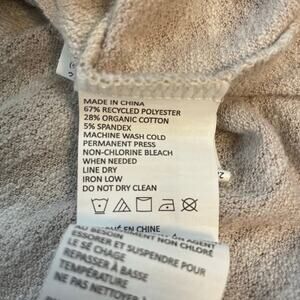 MADE IN CHINA
67% RECYCLED POLYESTER
28% ORGANIC COTTON
5% SPANDEX
MACHINE WASH COLD
PERMANENT PRESS
NON-CHLORINE BLEACH
WHEN NEEDED
LINE DRY
IRON LOW
DO NOT DRY CLEAN
EN CHINE
AU BESOIN
ESSORER ET SUSPENDRE POUR
LE SÉCHAGE
REPASSER À BASSE
TEMPÉRATURE
NE PAS